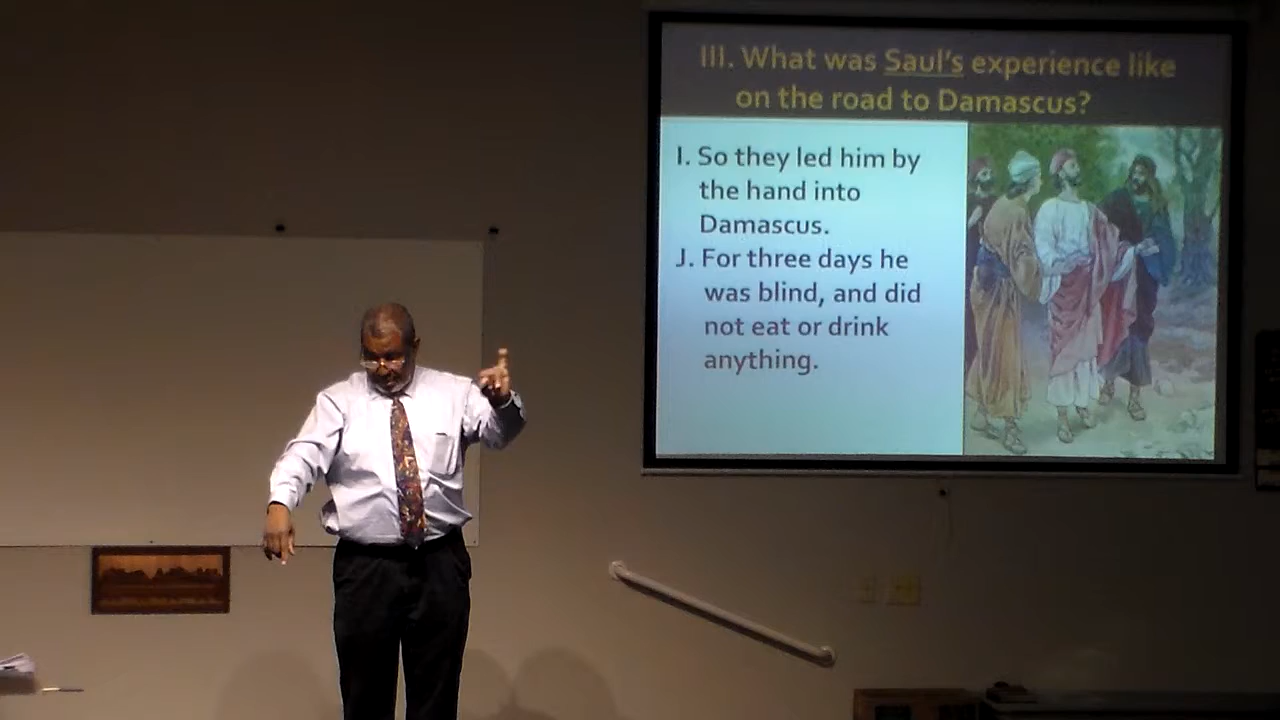 III. What was Saul's experience like
on the road to Damascus?
I. So they led him by
the hand into
Damascus.
J. For three days he
was blind, and did
not eat or drink
anything.